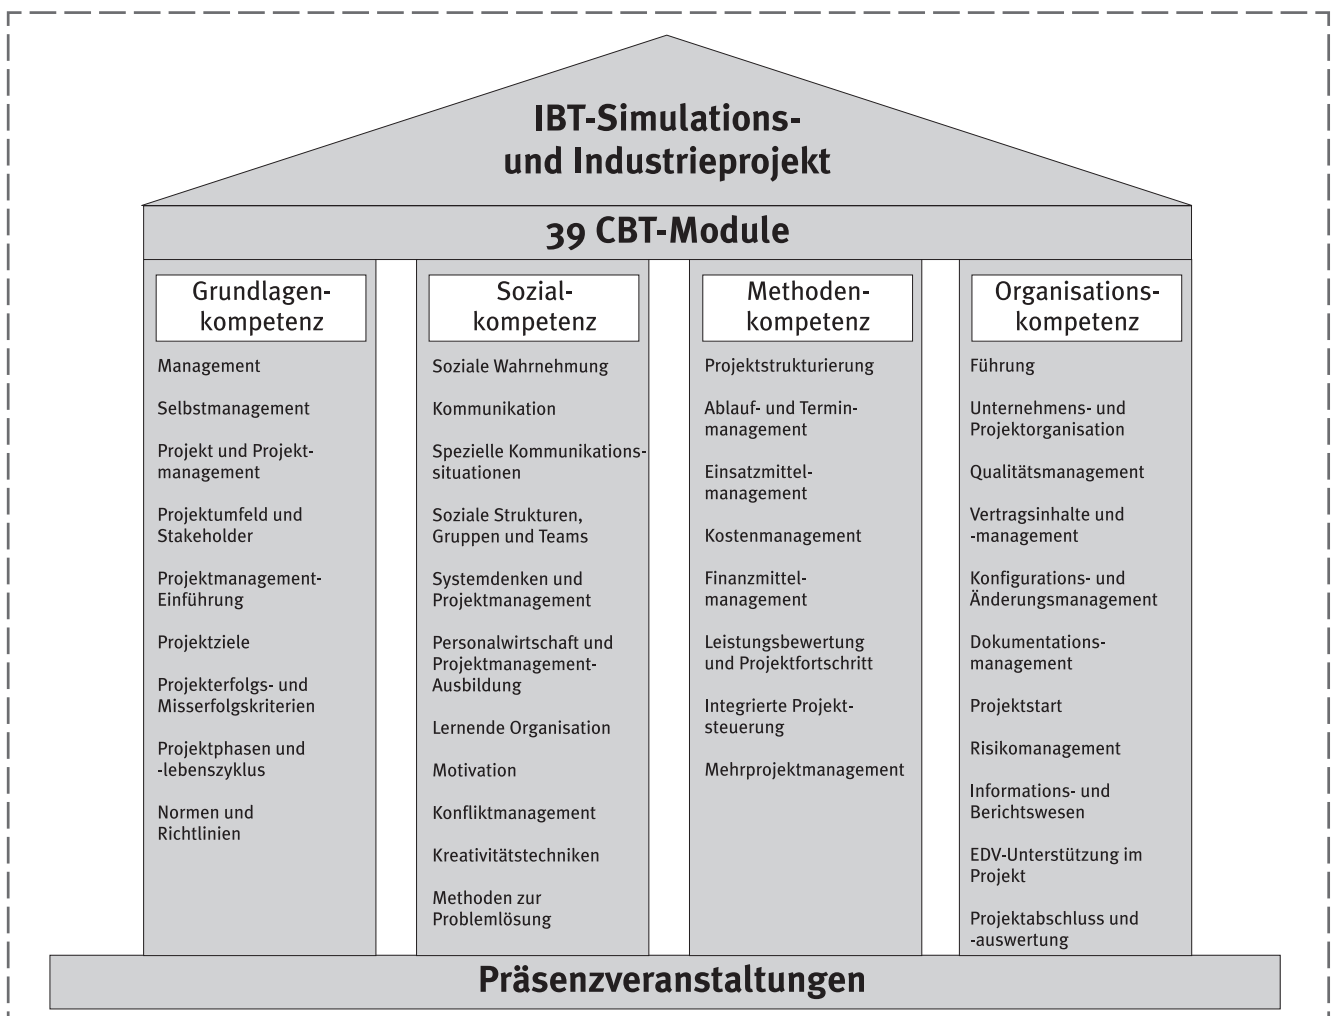 IBT-Simulations-
und Industrieprojekt
39 CBT-Module
Grundlagen-
kompetenz
Management
Selbstmanagement
Projekt und Projekt-
management
Projektumfeld und
Stakeholder
Projektmanagement-
Einführung
Projektziele
Projekterfolgs- und
Misserfolgskriterien
Projektphasen und
-lebenszyklus
Normen und
Richtlinien
Sozial-
kompetenz
Soziale Wahrnehmung
Kommunikation
Spezielle Kommunikations-
situationen
Soziale Strukturen,
Gruppen und Teams
Systemdenken und
Projektmanagement
Personalwirtschaft und
Projektmanagement-
Ausbildung
Lernende Organisation
Motivation
Konfliktmanagement
Kreativitätstechniken
Methoden zur
Problemlösung
Methoden-
kompetenz
Projektstrukturierung
Ablauf- und Termin-
management
Einsatzmittel-
management
Kostenmanagement
Finanzmittel-
management
Leistungsbewertung
und Projektfortschritt
Integrierte Projekt-
steuerung
Mehrprojektmanagement
Organisations-
kompetenz
Führung
Unternehmens- und
Projektorganisation
Qualitätsmanagement
Vertragsinhalte und
-management
Konfigurations- und
Änderungsmanagement
Dokumentations-
management
Projektstart
Risikomanagement
Informations- und
Berichtswesen
EDV-Unterstützung im
Projekt
Projektabschluss und
-auswertung
Präsenzveranstaltungen